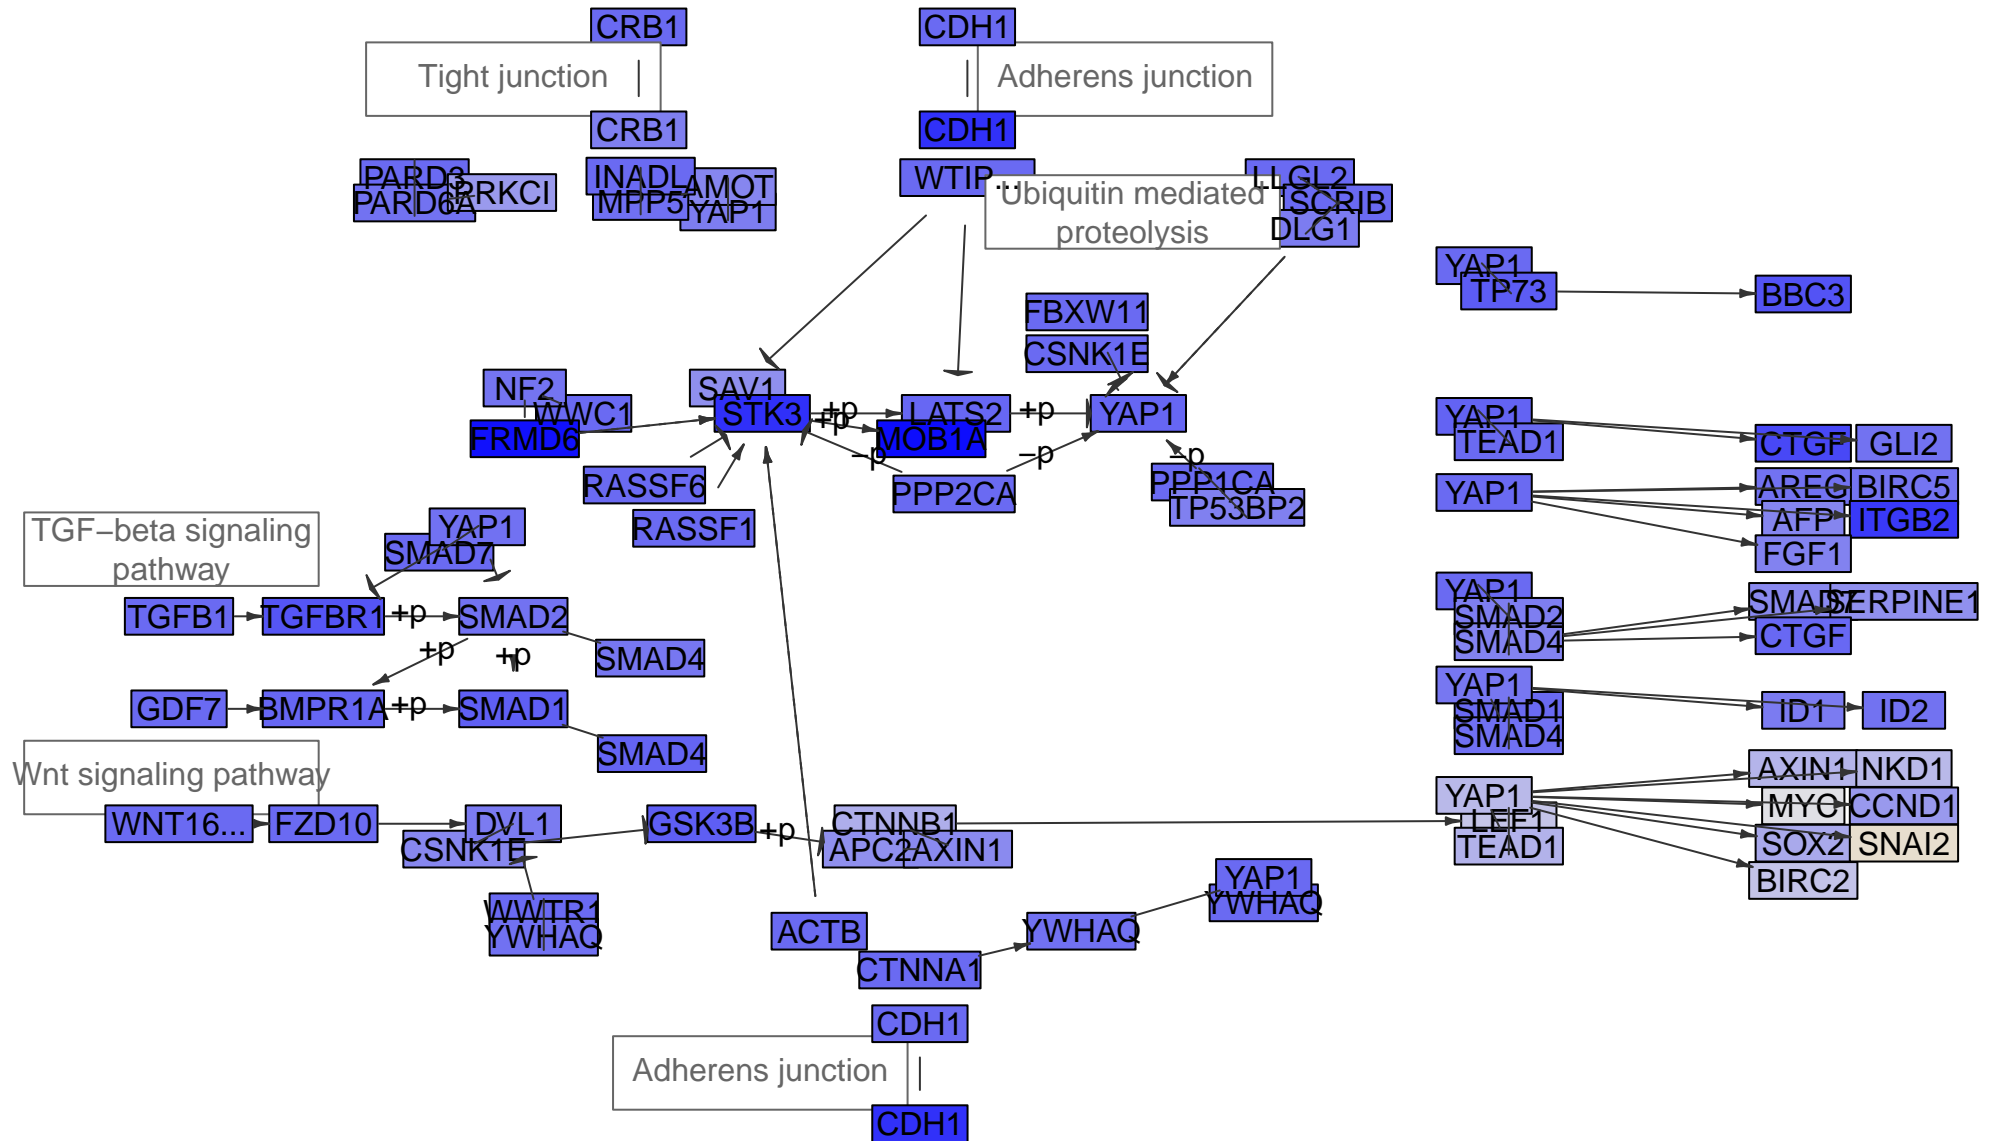 CRB1
CDH1
Tight junction
Adherens junction
CRB1
CDH1
PARD3
PRKCI
PARD6A
INADL
AMOT
MPP5
YAP1
WTIP...
LLGL2
Ubiquitin mediated
proteolysis
SCRIB
DLG1
YAP1
TP73
BBC3
FBXW11
CSNK1E
NF2
WWC1
FRMD6
SAV1
STK3
+p
+p
LATS2
MOB1A
+p
YAP1
−p
−p
−p
RASSF6
RASSF1
PPP2CA
PPP1CA
TP53BP2
YAP1
TEAD1
CTGF
GLI2
YAP1
AREG
BIRC5
AFP
ITGB2
FGF1
TGF−beta signaling
pathway
YAP1
SMAD7
TGFB1
TGFBR1
+p
SMAD2
+p
+p
SMAD4
YAP1
SMAD2
SMAD4
SMAD7
SERPINE1
CTGF
GDF7
BMPR1A
+p
SMAD1
SMAD4
YAP1
SMAD1
SMAD4
ID1
ID2
Wnt signaling pathway
WNT16...
FZD10
DVL1
CSNK1E
GSK3B
+p
CTNNB1
APC2
AXIN1
YAP1
LEF1
TEAD1
AXIN1
NKD1
MYC
CCND1
SOX2
SNAI2
BIRC2
WWTR1
YWHAQ
ACTB
CTNNA1
YWHAQ
YAP1
YWHAQ
CDH1
Adherens junction
CDH1